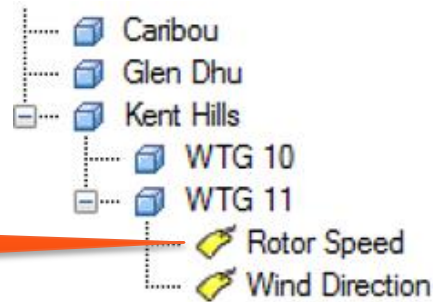 Caribou
Glen Dhu
Kent Hills
WTG 10
WTG 11
Rotor Speed
Wind Direction